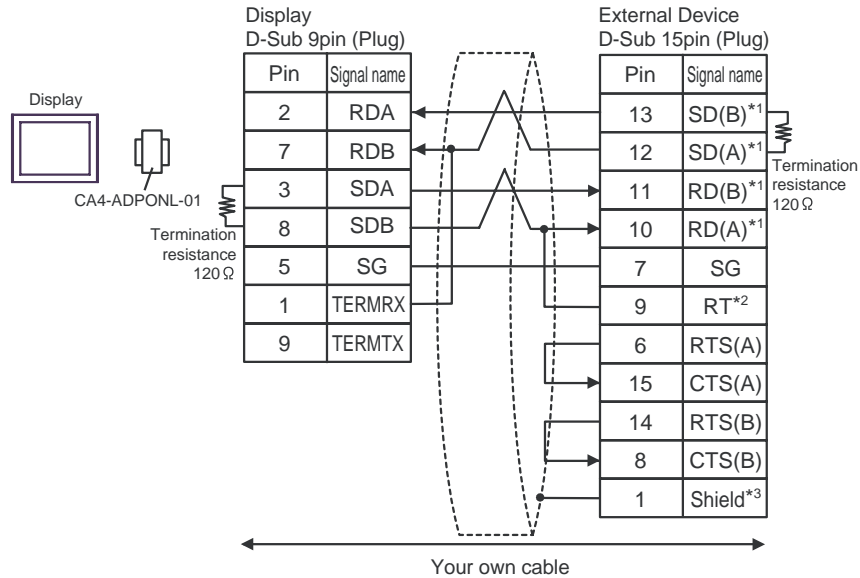 Display
D-Sub 9pin (Plug)
External Device
D-Sub 15pin (Plug)
Display
CA4-ADPONL-01
Pin Signal name
2 RDA
7 RDB
3 SDA
8 SDB
5 SG
1 TERMRX
9 TERMTX
Termination
resistance
120Ω
Pin Signal name
13 SD(B)*1
12 SD(A)*1
11 RD(B)*1
10 RD(A)*1
7 SG
9 RT*2
6 RTS(A)
15 CTS(A)
14 RTS(B)
8 CTS(B)
1 Shield*3
Termination
resistance
120Ω
Your own cable